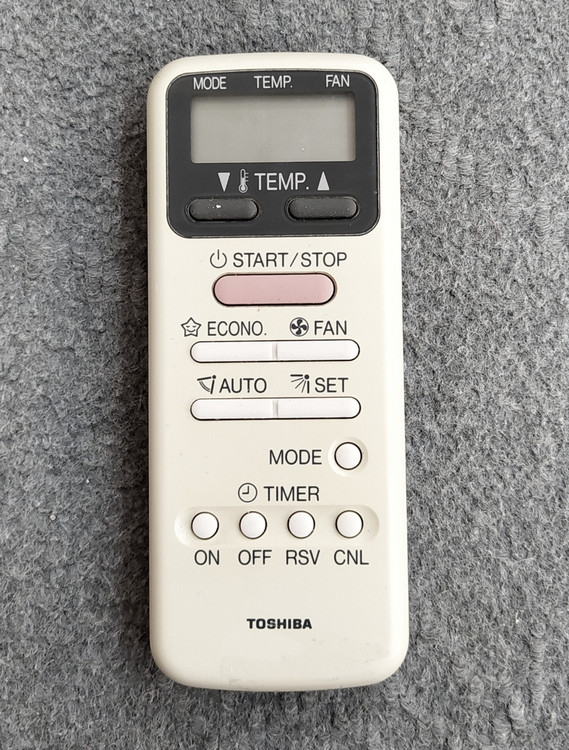 MODE TEMP. FAN
▼ TEMP. ▲
START/STOP
ECONO. FAN
AUTO SET
MODE
TIMER
ON OFF RSV CNL
TOSHIBA